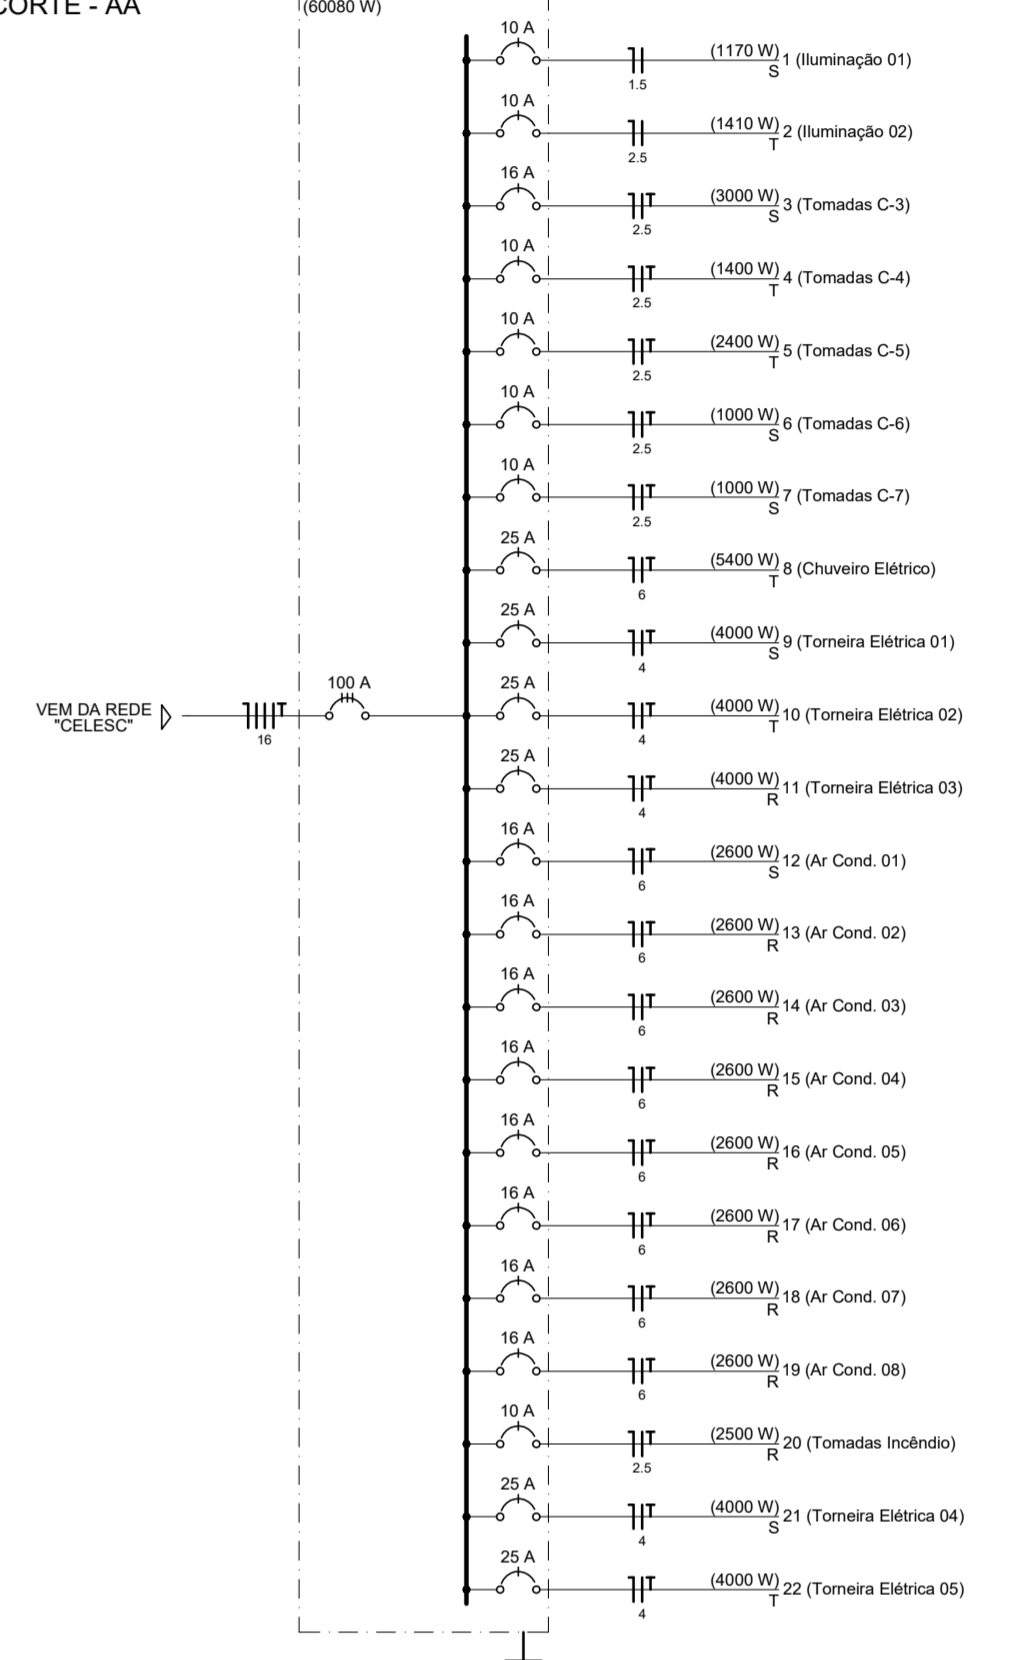 CORTE - AA
(60080 W)
10 A
(1170 W)
1 (Iluminação 01)
S
1.5
10 A
(1410 W)
2 (Iluminação 02)
T
2.5
16 A
T
(3000 W)
3 (Tomadas C-3)
S
2.5
10 A
T
(1400 W)
4 (Tomadas C-4)
T
2.5
10 A
T
(2400 W)
5 (Tomadas C-5)
T
2.5
10 A
T
(1000 W)
6 (Tomadas C-6)
S
2.5
10 A
T
(1000 W)
7 (Tomadas C-7)
S
2.5
25 A
T
(5400 W)
8 (Chuveiro Elétrico)
T
6
25 A
T
(4000 W)
9 (Torneira Elétrica 01)
S
4
VEM DA REDE
"CELESC"
T
16
100 A
25 A
T
(4000 W)
10 (Torneira Elétrica 02)
T
4
25 A
T
(4000 W)
11 (Torneira Elétrica 03)
R
4
16 A
T
(2600 W)
12 (Ar Cond. 01)
S
6
16 A
T
(2600 W)
13 (Ar Cond. 02)
R
6
16 A
T
(2600 W)
14 (Ar Cond. 03)
R
6
16 A
T
(2600 W)
15 (Ar Cond. 04)
R
6
16 A
T
(2600 W)
16 (Ar Cond. 05)
R
6
16 A
T
(2600 W)
17 (Ar Cond. 06)
R
6
16 A
T
(2600 W)
18 (Ar Cond. 07)
R
6
16 A
T
(2600 W)
19 (Ar Cond. 08)
R
6
10 A
T
(2500 W)
20 (Tomadas Incêndio)
R
2.5
25 A
T
(4000 W)
21 (Torneira Elétrica 04)
S
4
25 A
T
(4000 W)
22 (Torneira Elétrica 05)
T
4